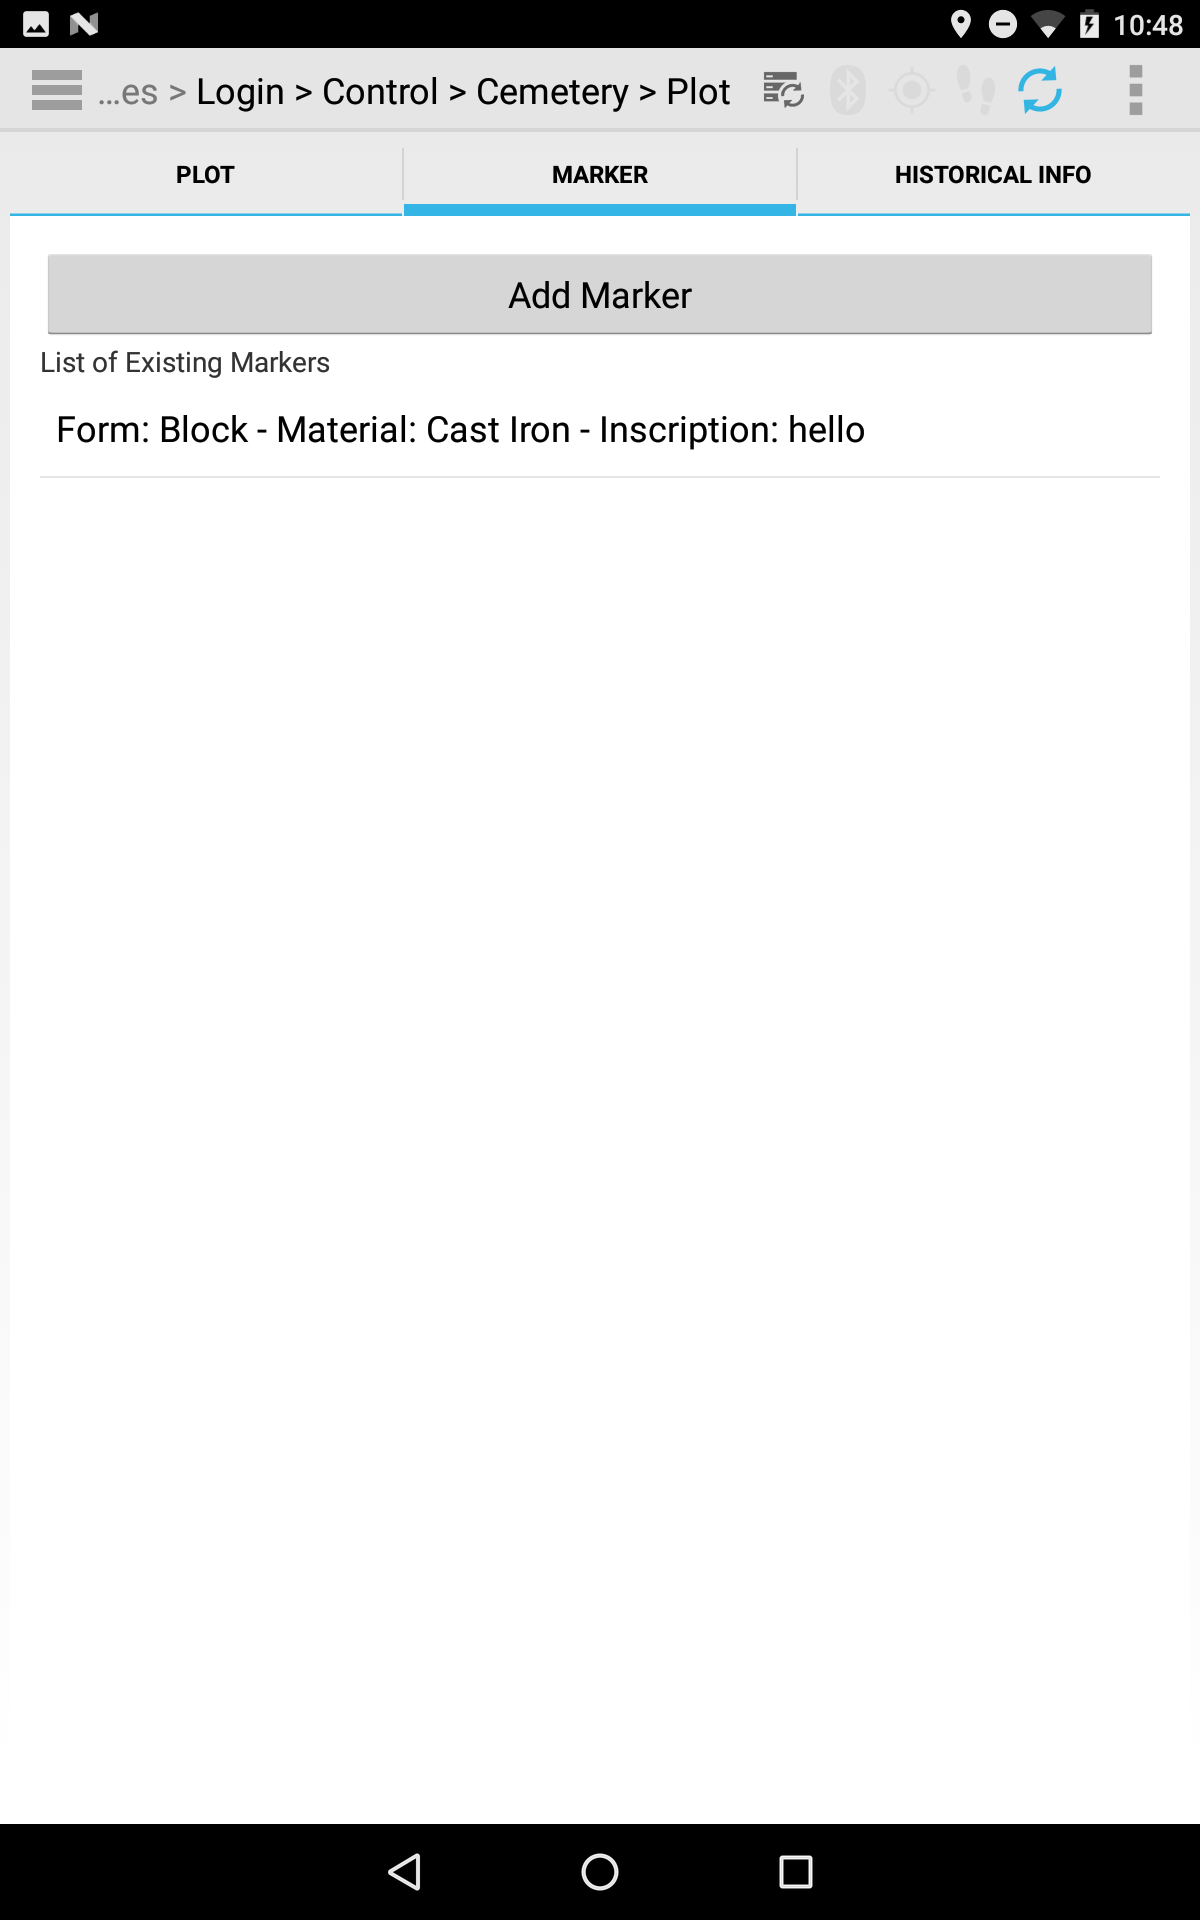 10:48
...es > Login > Control > Cemetery > Plot
PLOT
MARKER
HISTORICAL INFO
Add Marker
List of Existing Markers
Form: Block - Material: Cast Iron - Inscription: hello